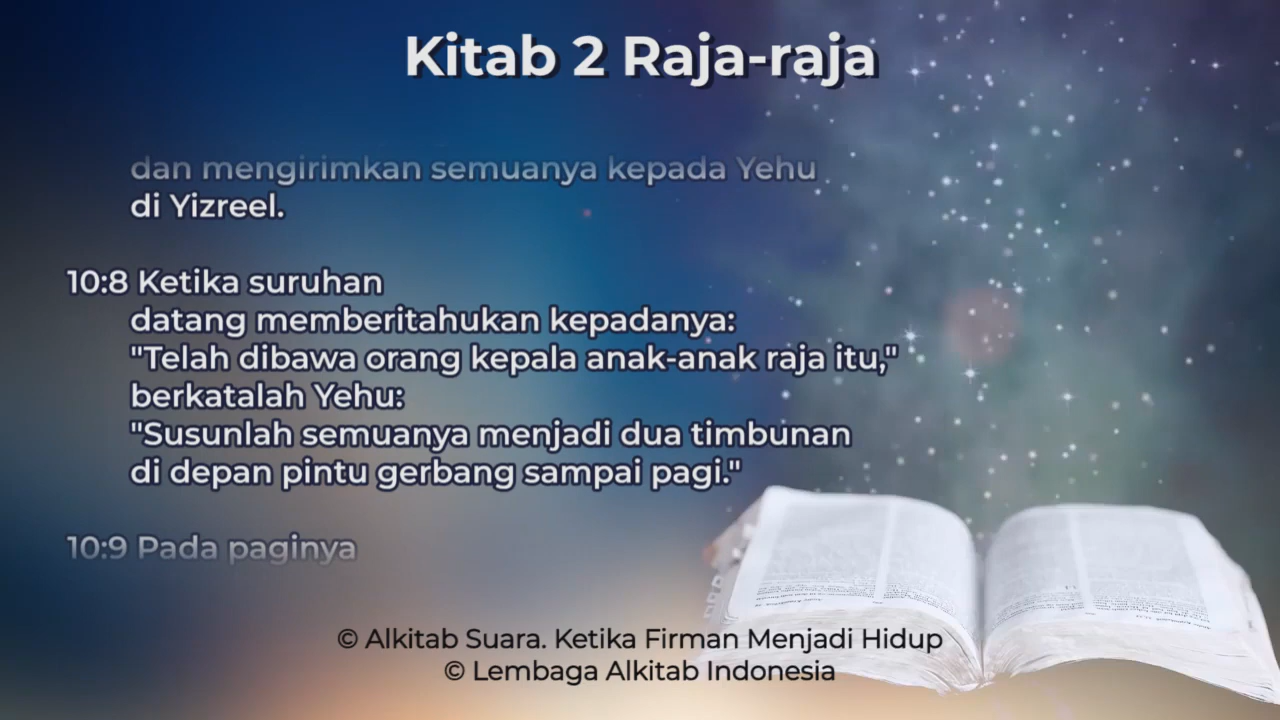 Kitab 2 Raja-raja
dan mengirimkan semuanya kepada Yehu
di Yizreel.
10:8 Ketika suruhan
datang memberitahukan kepadanya:
"Telah dibawa orang kepala anak-anak raja itu,"
berkatalah Yehu:
"Susunlah semuanya menjadi dua timbunan
di depan pintu gerbang sampai pagi."
10:9 Pada paginya
© Alkitab Suara. Ketika Firman Menjadi Hidup
© Lembaga Alkitab Indonesia